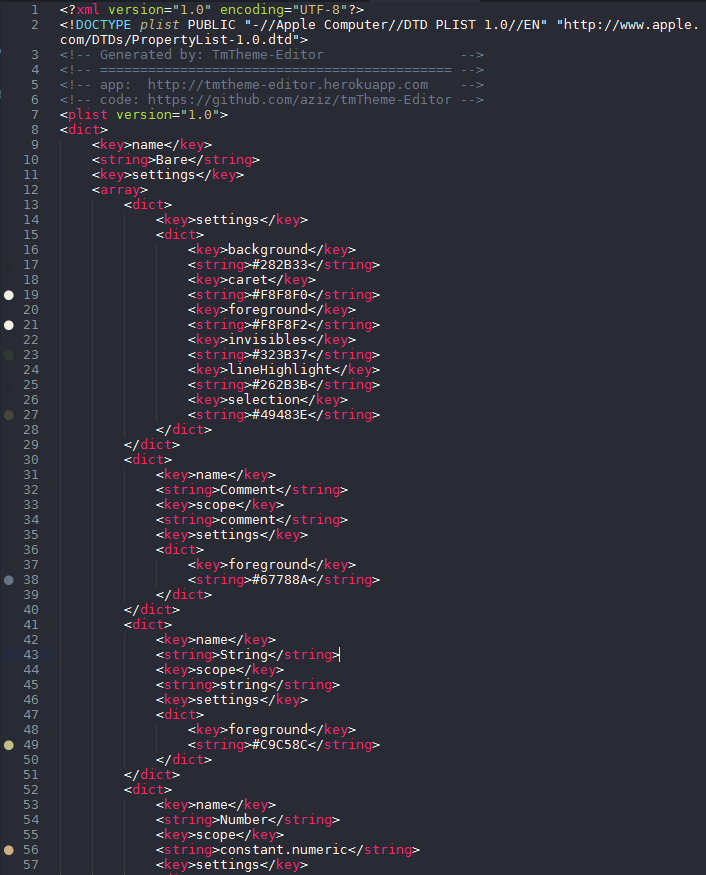 1 <?xml version="1.0" encoding="UTF-8"?>
2 <!DOCTYPE plist PUBLIC "-//Apple Computer//DTD PLIST 1.0//EN" "http://www.apple.
com/DTDs/PropertyList-1.0.dtd">
3 <!-- Generated by: TmTheme-Editor                 -->
4 <!-- ============================================ -->
5 <!-- app:  http://tmtheme-editor.herokuapp.com    -->
6 <!-- code: https://github.com/aziz/tmTheme-Editor -->
7 <plist version="1.0">
8 <dict>
9     <key>name</key>
10     <string>Bare</string>
11     <key>settings</key>
12     <array>
13         <dict>
14             <key>settings</key>
15             <dict>
16                 <key>background</key>
17                 <string>#282B33</string>
18                 <key>caret</key>
19                 <string>#F8F8F0</string>
20                 <key>foreground</key>
21                 <string>#F8F8F2</string>
22                 <key>invisibles</key>
23                 <string>#323B37</string>
24                 <key>lineHighlight</key>
25                 <string>#262B3B</string>
26                 <key>selection</key>
27                 <string>#49483E</string>
28             </dict>
29         </dict>
30         <dict>
31             <key>name</key>
32             <string>Comment</string>
33             <key>scope</key>
34             <string>comment</string>
35             <key>settings</key>
36             <dict>
37                 <key>foreground</key>
38                 <string>#67788A</string>
39             </dict>
40         </dict>
41         <dict>
42             <key>name</key>
43             <string>String</string>
44             <key>scope</key>
45             <string>string</string>
46             <key>settings</key>
47             <dict>
48                 <key>foreground</key>
49                 <string>#C9C58C</string>
50             </dict>
51         </dict>
52         <dict>
53             <key>name</key>
54             <string>Number</string>
55             <key>scope</key>
56             <string>constant.numeric</string>
57             <key>settings</key>